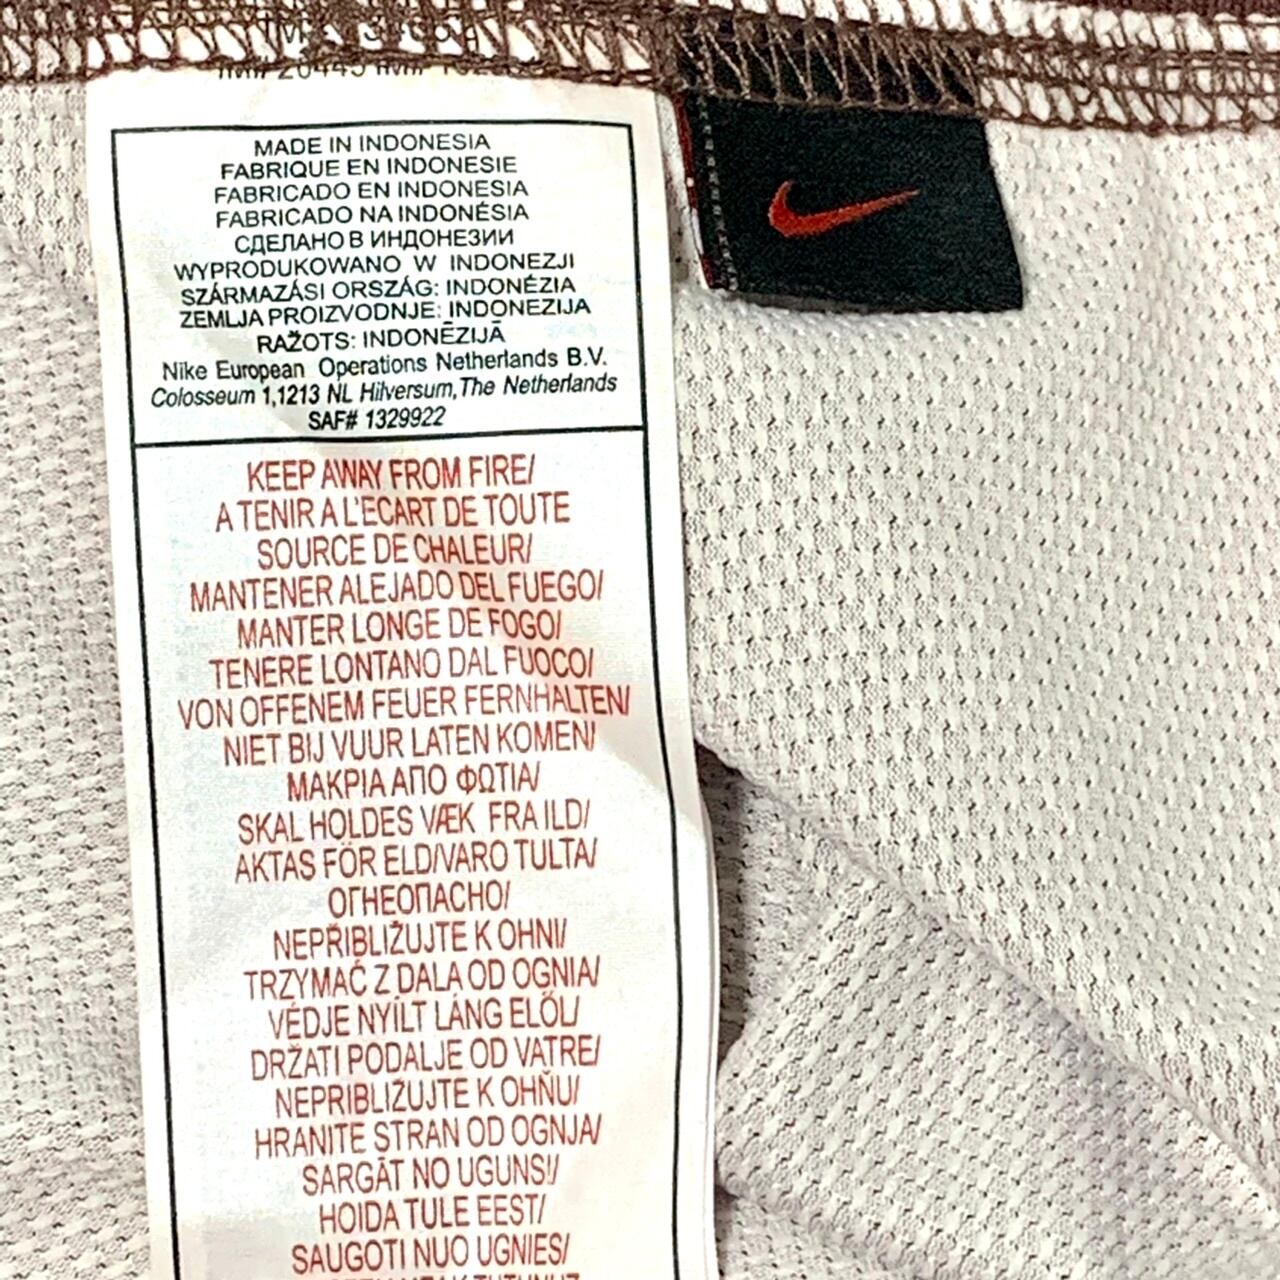 MADE IN INDONESIA
FABRIQUE EN INDONESIE
FABRICADO EN INDONESIA
FABRICADO NA INDONÉSIA
СДЕЛАНО В ИНДОНЕЗИИ
WYPRODUKOWANO W INDONEZJI
SZÁRMAZÁSI ORSZÁG: INDONÉZIA
ZEMLJA PROIZVODNJE: INDONEZIJA
RAŽOTS: INDONĒZIJĀ
Nike European Operations Netherlands B.V.
Colosseum 1,1213 NL Hilversum, The Netherlands
SAF# 1329922
KEEP AWAY FROM FIRE/
A TENIR A L'ECART DE TOUTE
SOURCE DE CHALEUR/
MANTENER ALEJADO DEL FUEGO/
MANTER LONGE DE FOGO/
TENERE LONTANO DAL FUOCO/
VON OFFENEM FEUER FERNHALTEN/
NIET BIJ VUUR LATEN KOMEN/
ΜΑΚΡΙΑ ΑΠΟ ΦΩΤΙΑ/
SKAL HOLDES VÆK FRA ILD/
AKTAS FÖR ELD/VARO TULTA/
ОГНЕОПАСНО/
NEPŘIBLIŽUJTE K OHNI/
TRZYMAĆ Z DALA OD OGNIA/
VÉDJE NYÍLT LÁNG ELŐL/
DRŽATI PODALJE OD VATRE/
NEPRIBLIŽUJTE K OHŇU/
HRANITE STRAN OD OGNJA/
SARGĀT NO UGUNS!/
HOIDA TULE EEST/
SAUGOTI NUO UGNIES/